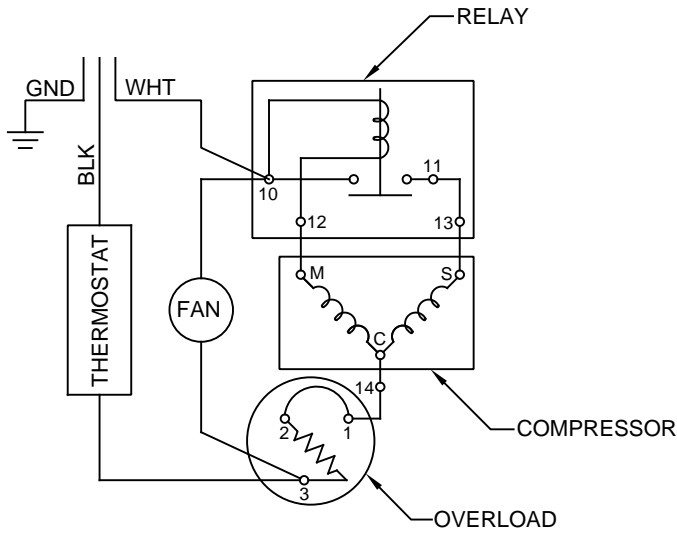 RELAY
GND
WHT
BLK
10
11
12
13
M
S
THERMOSTAT
FAN
C
14
2
1
COMPRESSOR
3
OVERLOAD